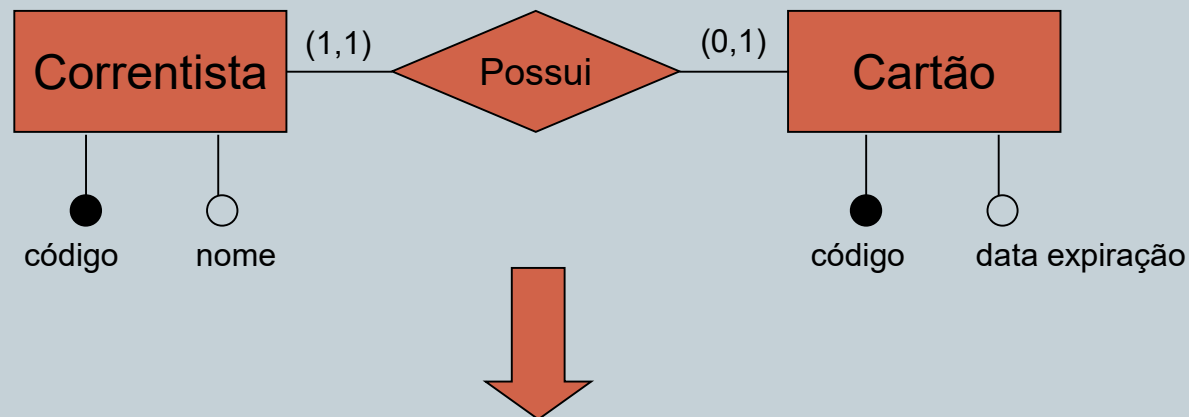 (1,1)
(0,1)
Correntista
Possui
Cartão
código
nome
código
data expiração